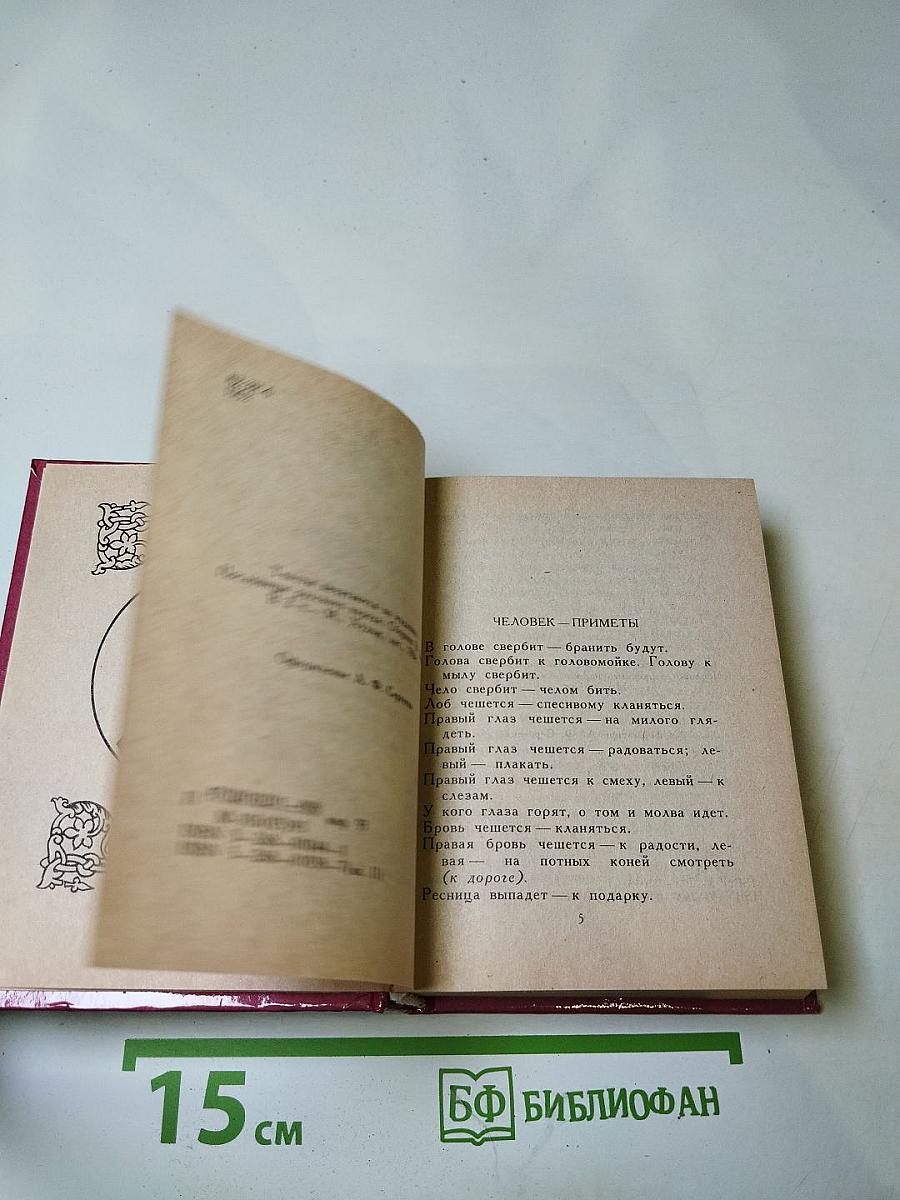 ЧЕЛОВЕК — ПРИМЕТЫ
В голове свербит — бранить будут.
Голова свербит к головомойке. Голову к
мылу свербит.
Чело свербит — челом бить.
Лоб чешется — спесивому кланяться.
Правый глаз чешется — на милого гля-
деть.
Правый глаз чешется — радоваться; ле-
вый — плакать.
Правый глаз чешется к смеху, левый — к
слезам.
У кого глаза горят, о том и молва идет.
Бровь чешется — кланяться.
Правая бровь чешется — к радости, ле-
вая — на потных коней смотреть
(к дороге).
Ресница выпадет — к подарку.
5
15 см
БФ БИБЛИОФАН